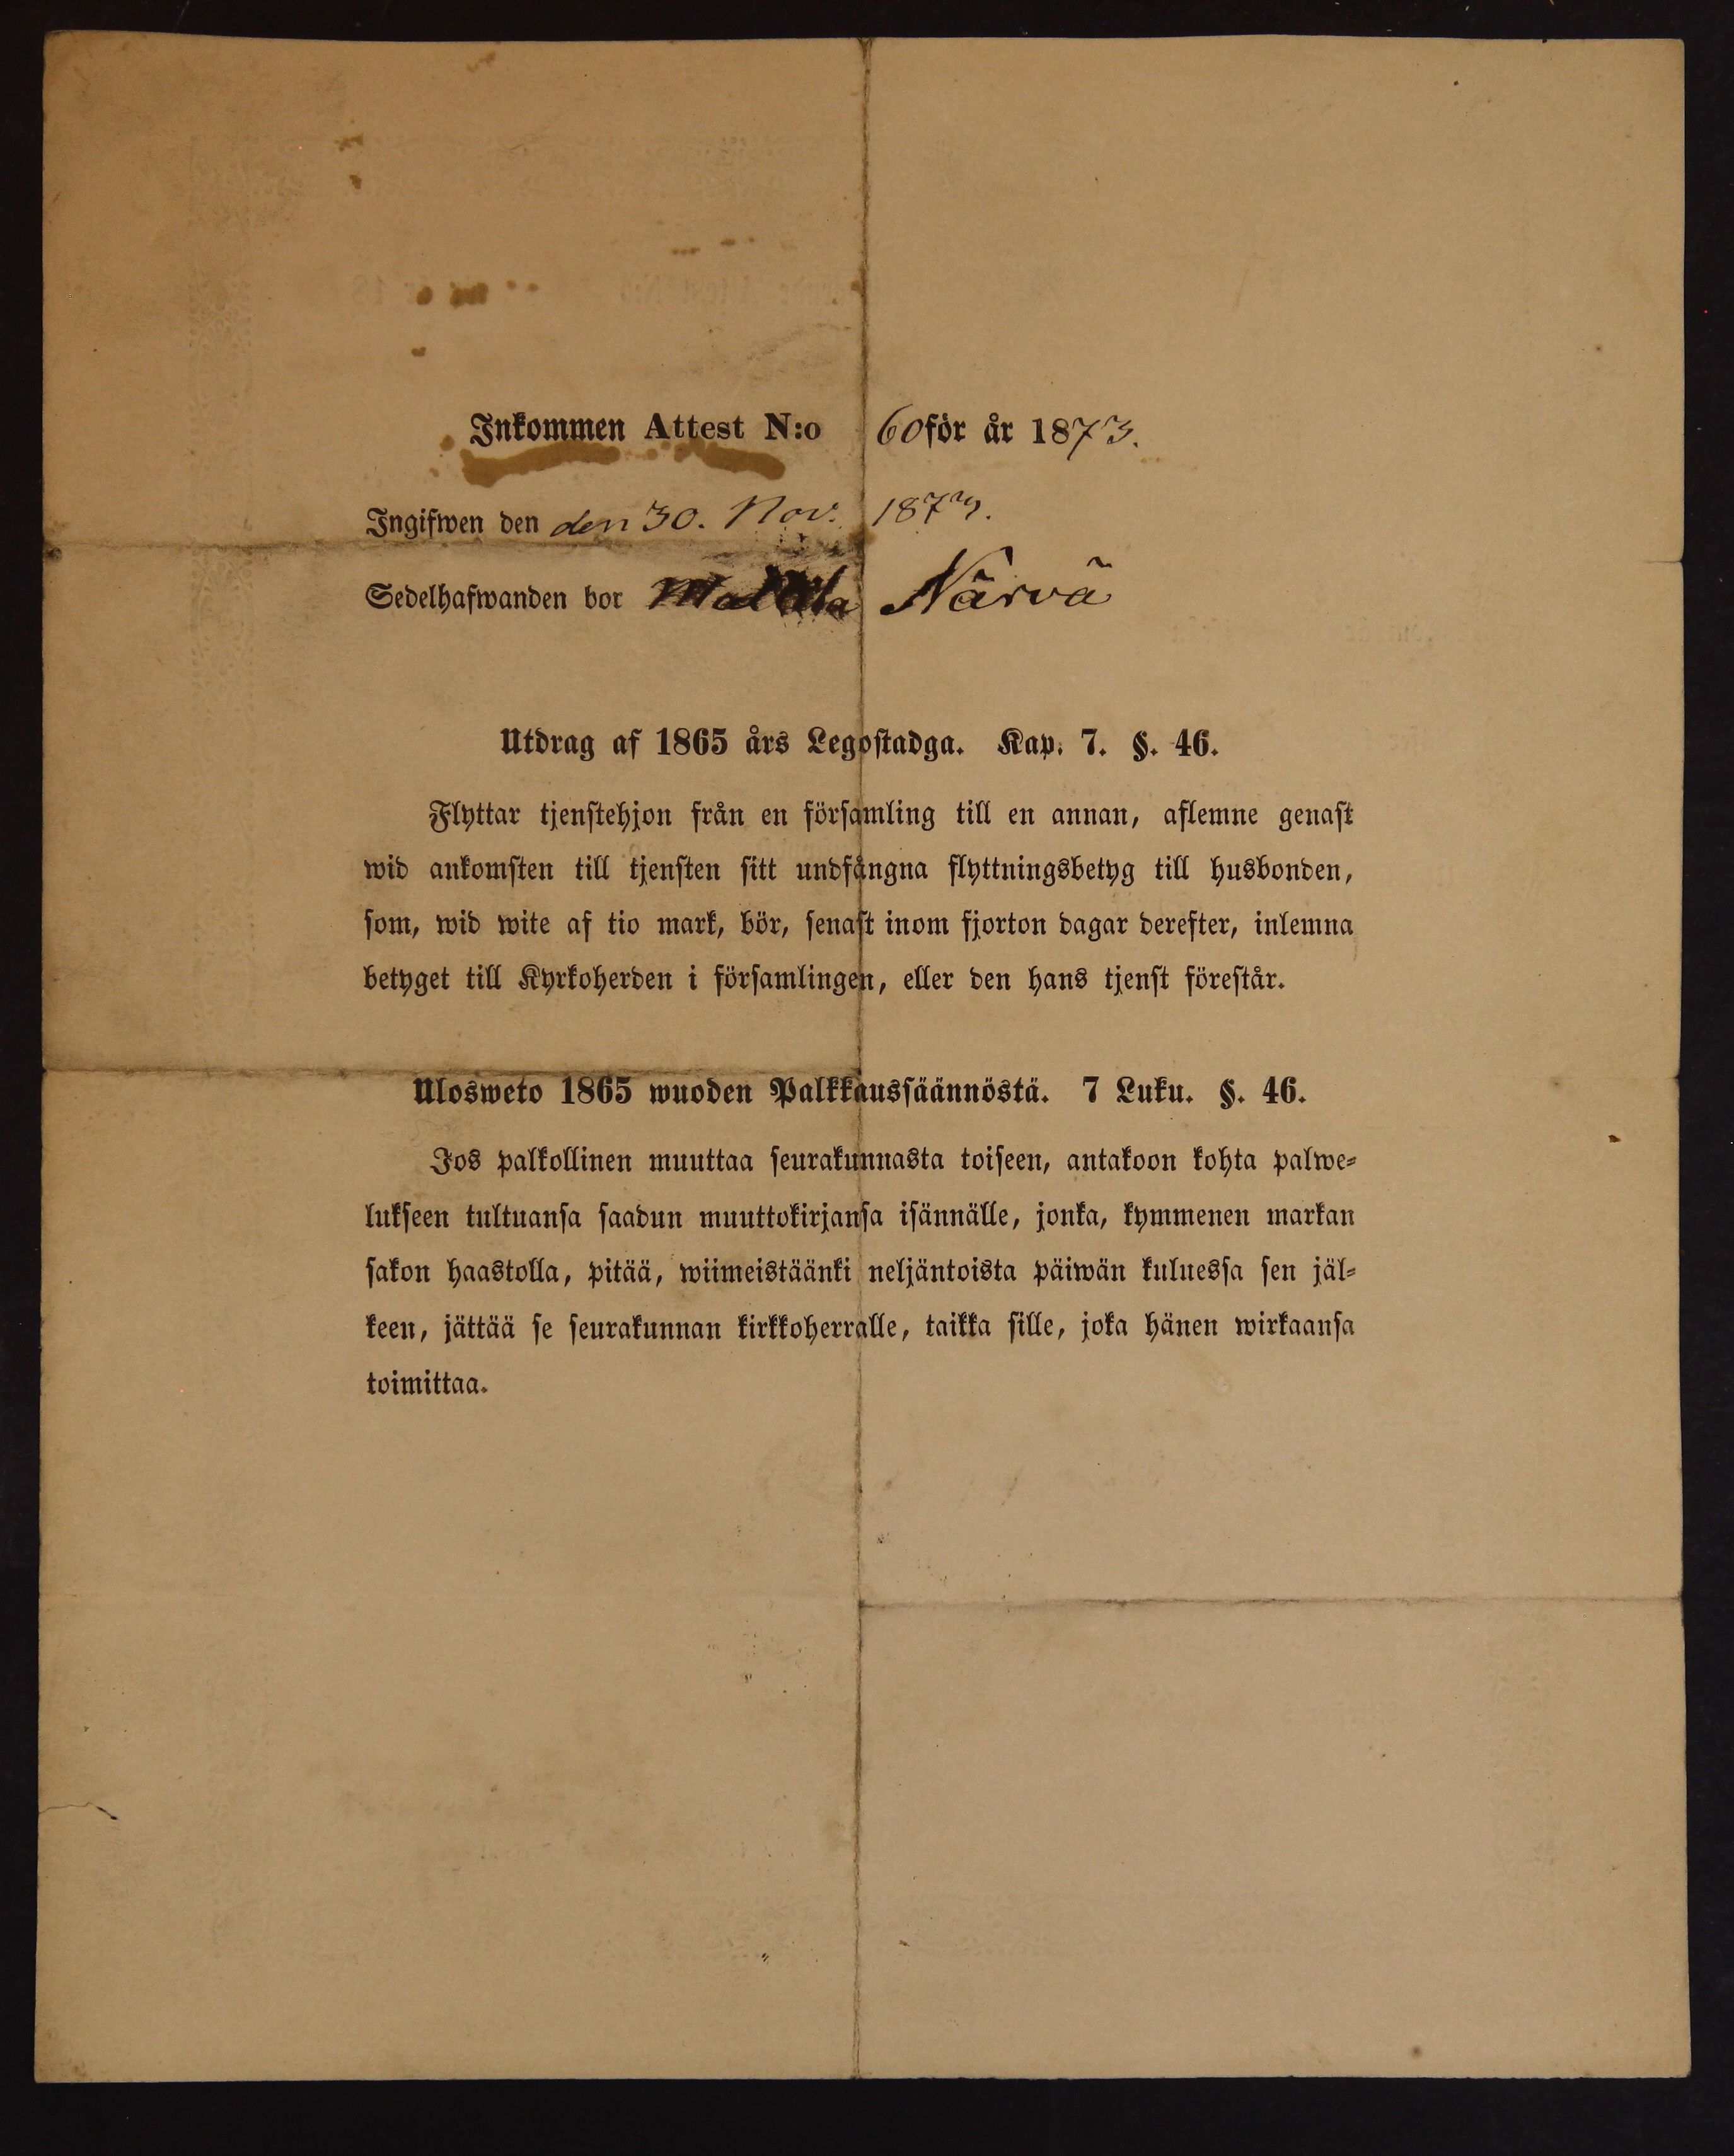 Inkommen Attest N:o 60 för år 1873.
Ingifwen den den 30. Nov. 1873.
Sedelhafwanden bor Närvä
Utdrag af 1865 års Legostadga. Kap. 7. §. 46.
Flyttar tjenstehjon från en församling till en annan, aflemne genast
wid ankomsten till tjensten sitt undfångna flyttningsbetyg till husbonden,
som, wid wite af tio mark, bör, senast inom fjorton dagar derefter, inlemna
betyget till Kyrkoherden i församlingen, eller den hans tjenst förestår.
Ulosweto 1865 wuoden Palkkaussäännöstä. 7 Luku. §. 46.
Jos palkollinen muuttaa seurakunnasta toiseen, antakoon kohta palwe-
lukseen tultuansa saadun muuttokirjansa isännälle, jonka, kymmenen markan
sakon haastolla, pitää, wiimeistäänki neljäntoista päiwän kuluessa sen jäl-
keen, jättää se seurakunnan kirkkoherralle, taikka sille, joka hänen wirkaansa
toimittaa.